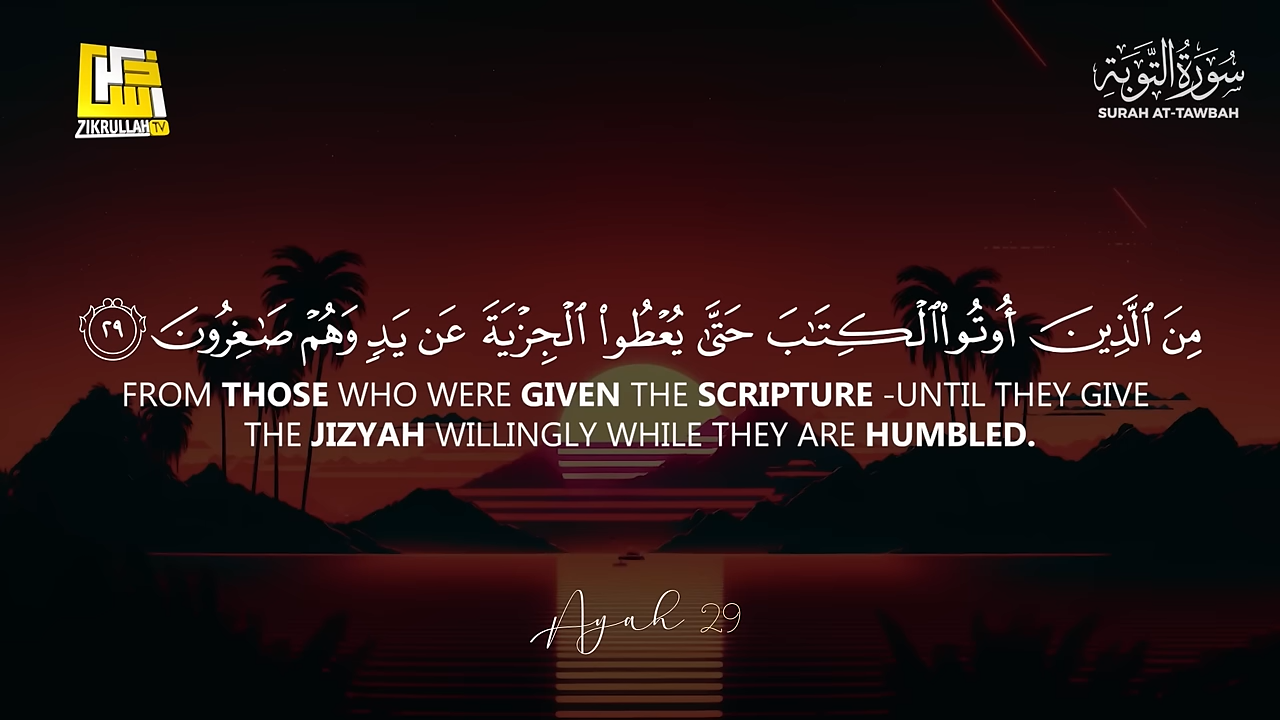 ZIKRULLAH TV
سُورَةُ التَّوْبَةِ
SURAH AT-TAWBAH
مِنَ ٱلَّذِينَ أُوتُوا۟ ٱلْكِتَـٰبَ حَتَّىٰ يُعْطُوا۟ ٱلْجِزْيَةَ عَن يَدٍ وَهُمْ صَـٰغِرُونَ ٢٩
FROM THOSE WHO WERE GIVEN THE SCRIPTURE -UNTIL THEY GIVE
THE JIZYAH WILLINGLY WHILE THEY ARE HUMBLED.
Ayah 29